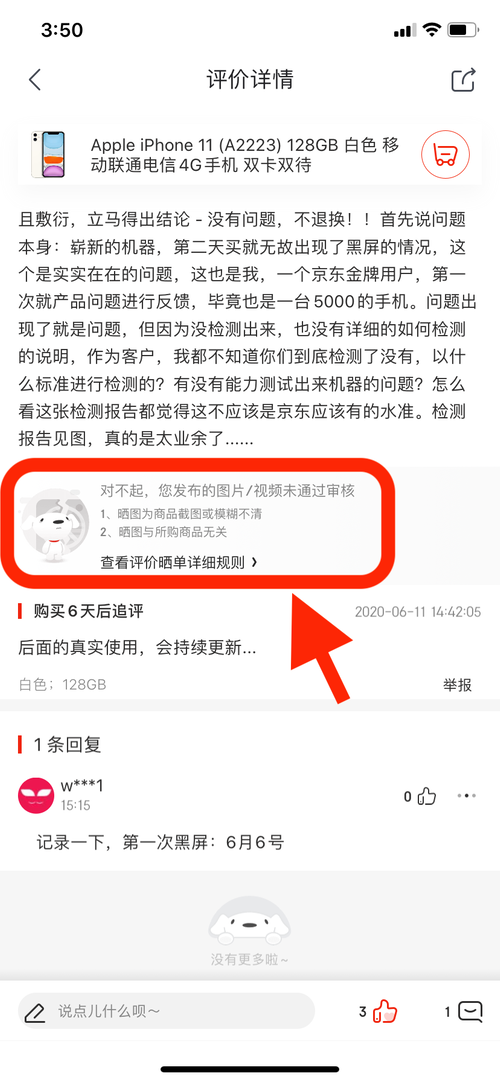 3:50
评价详情
Apple iPhone 11 (A2223) 128GB 白色 移
动联通电信4G手机 双卡双待
且敷衍，立马得出结论 - 没有问题，不退换！！首先说问题
本身：崭新的机器，第二天买就无故出现了黑屏的情况，这
个是实实在在的问题，这也是我，一个京东金牌用户，第一
次就产品问题进行反馈，毕竟也是一台5000的手机。问题出
现了就是问题，但因为没检测出来，也没有详细的如何检测
的说明，作为客户，我都不知道你们到底检测了没有，以什
么标准进行检测的？有没有能力测试出来机器的问题？怎么
看这张检测报告都觉得这不应该是京东应该有的水准。检测
报告见图，真的是太业余了......
对不起，您发布的图片/视频未通过审核
1、晒图为商品截图或模糊不清
2、晒图与所购商品无关
查看评价晒单详细规则 》
购买6天后追评
2020-06-11 14:42:05
后面的真实使用，会持续更新...
白色；128GB
举报
1 条回复
w***1
15:15
0
记录一下，第一次黑屏：6月6号
没有更多啦~
说点儿什么呗～
3
1